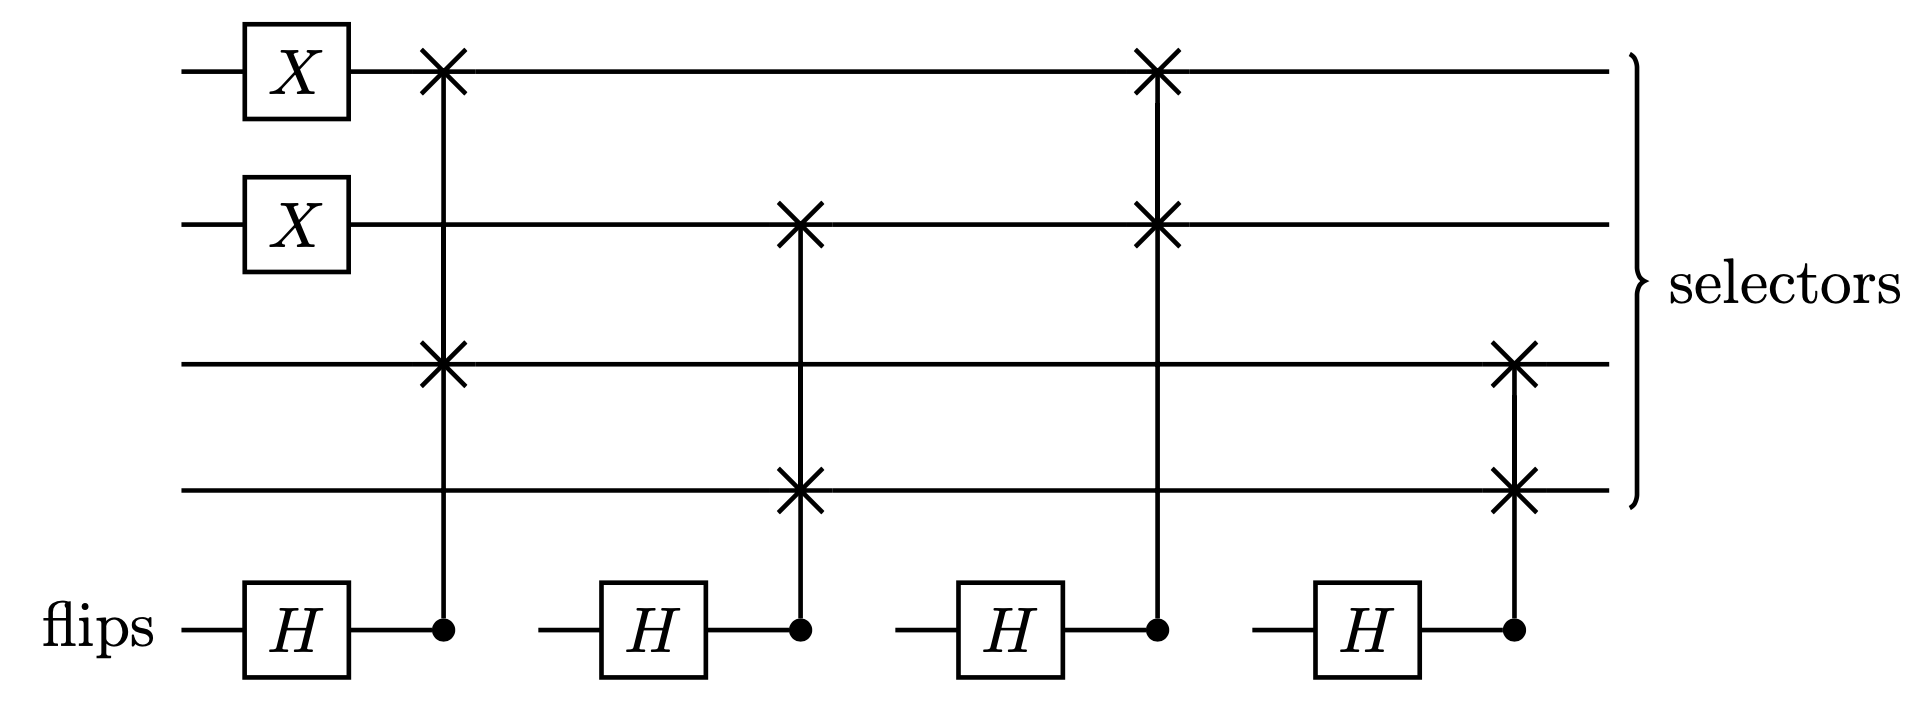 X
X
selectors
flips H H H H